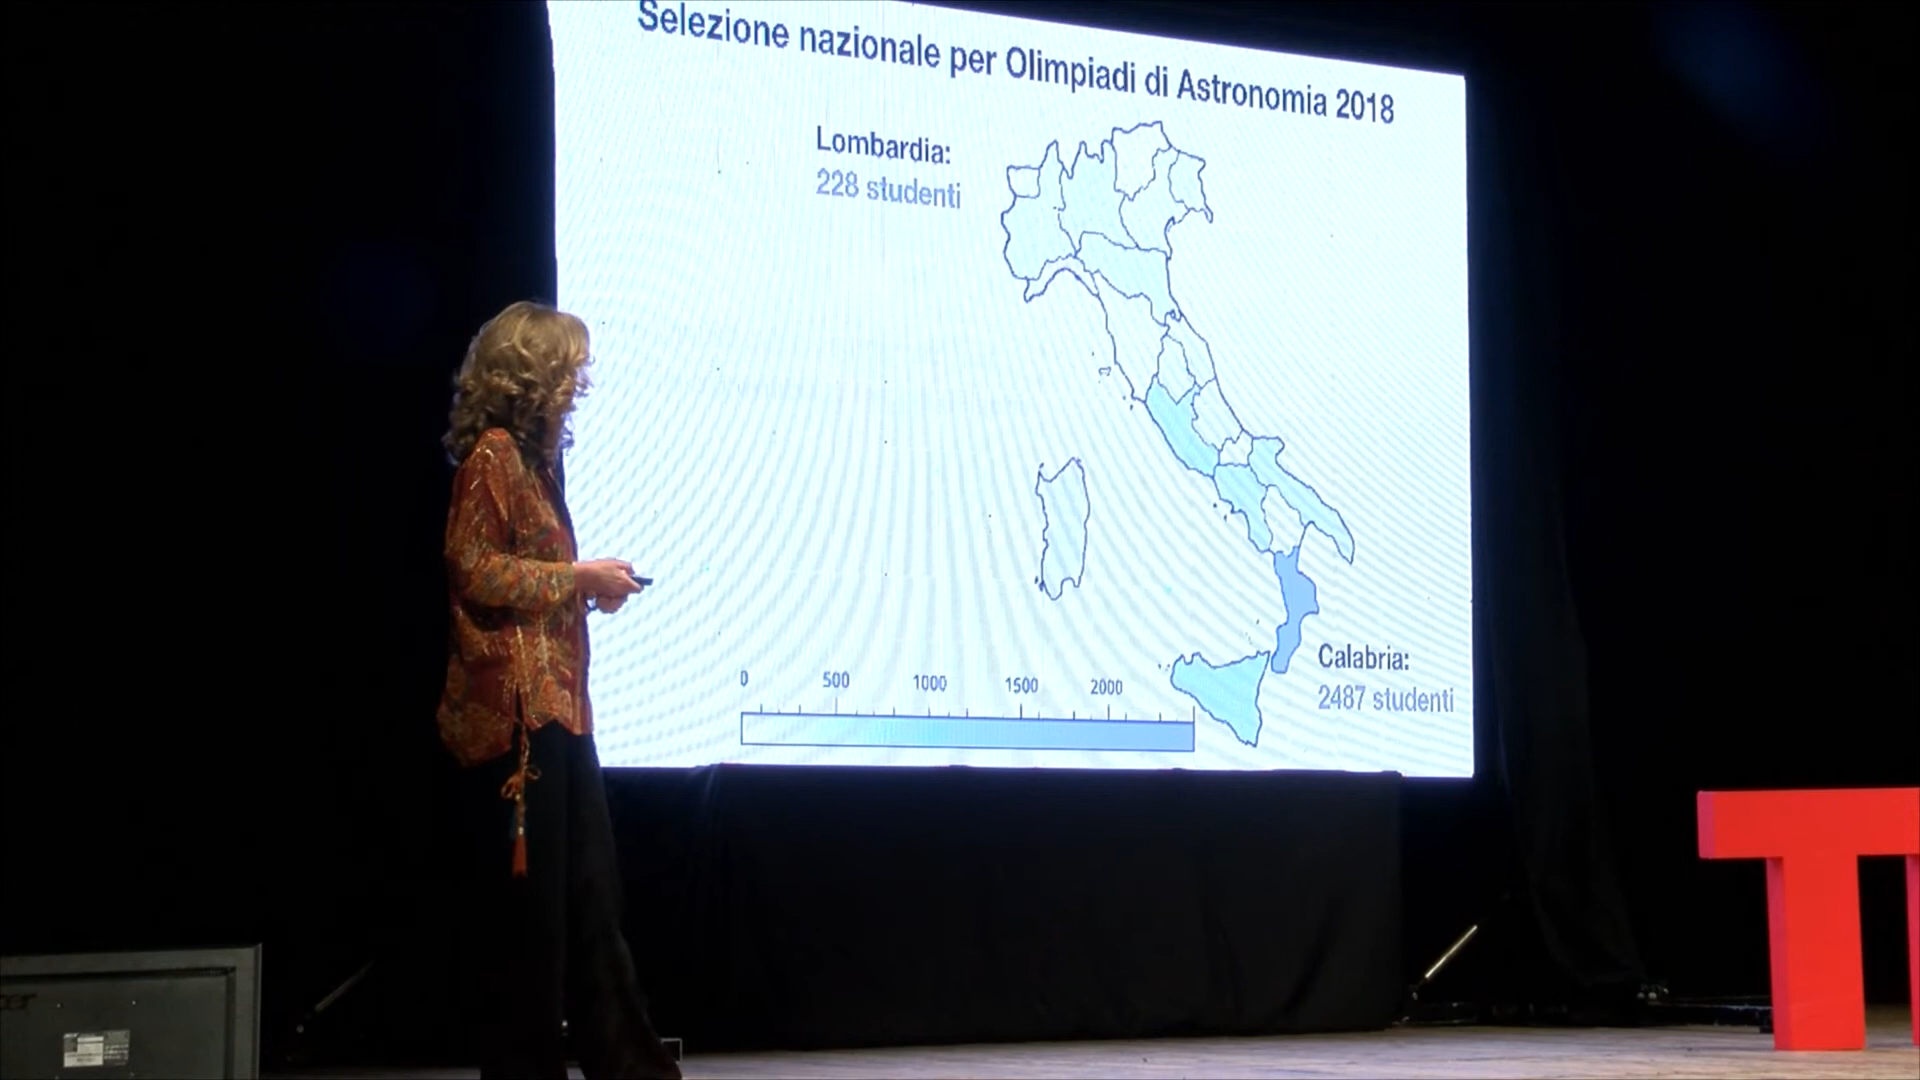 Selezione nazionale per Olimpiadi di Astronomia 2018
Lombardia:
228 studenti
Calabria:
2487 studenti
0 500 1000 1500 2000